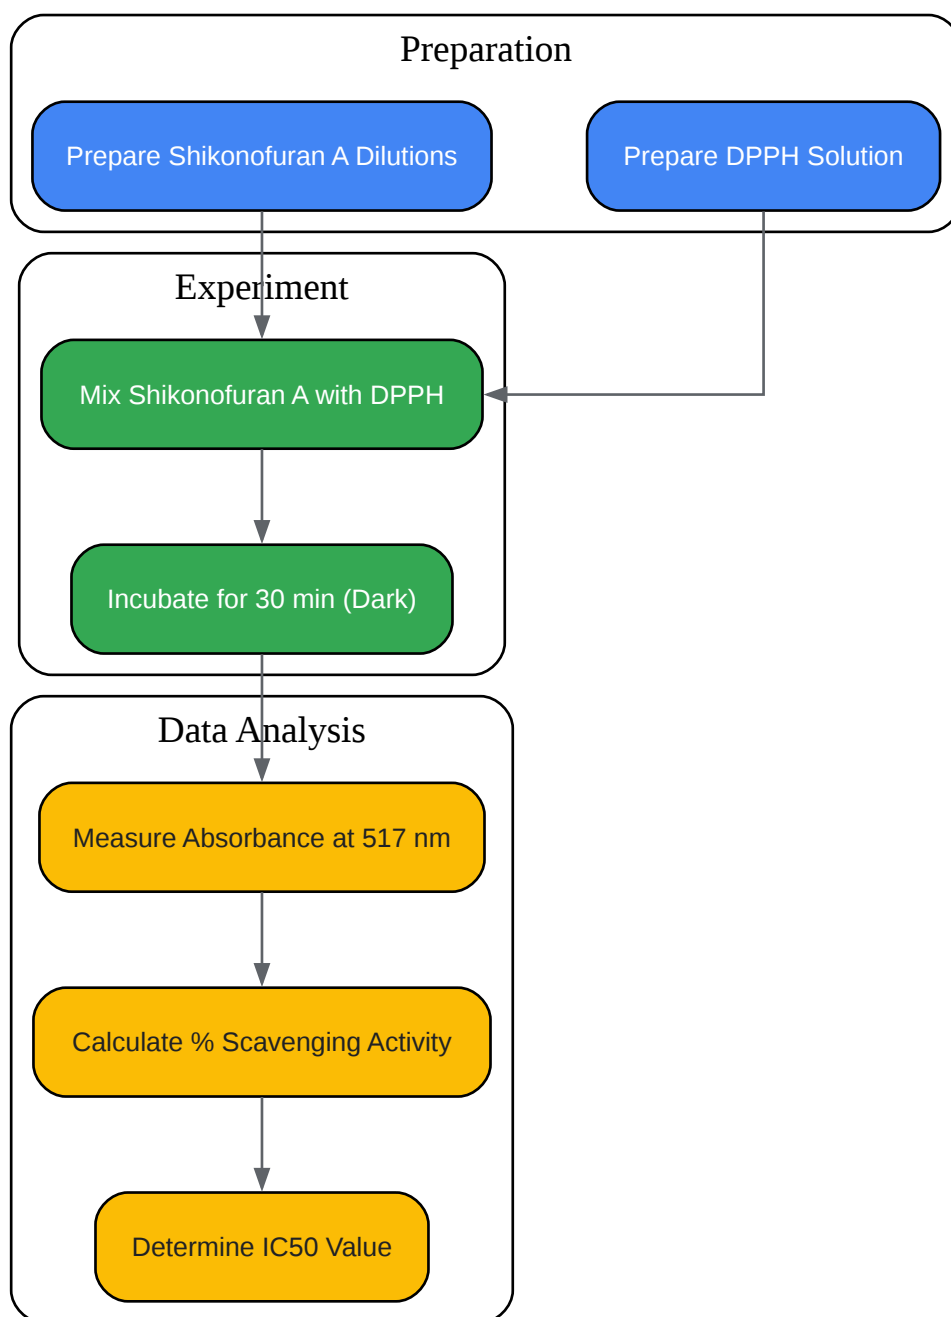 Preparation
Prepare Shikonofuran A Dilutions
Prepare DPPH Solution
Experiment
Mix Shikonofuran A with DPPH
Incubate for 30 min (Dark)
Data Analysis
Measure Absorbance at 517 nm
Calculate % Scavenging Activity
Determine IC50 Value